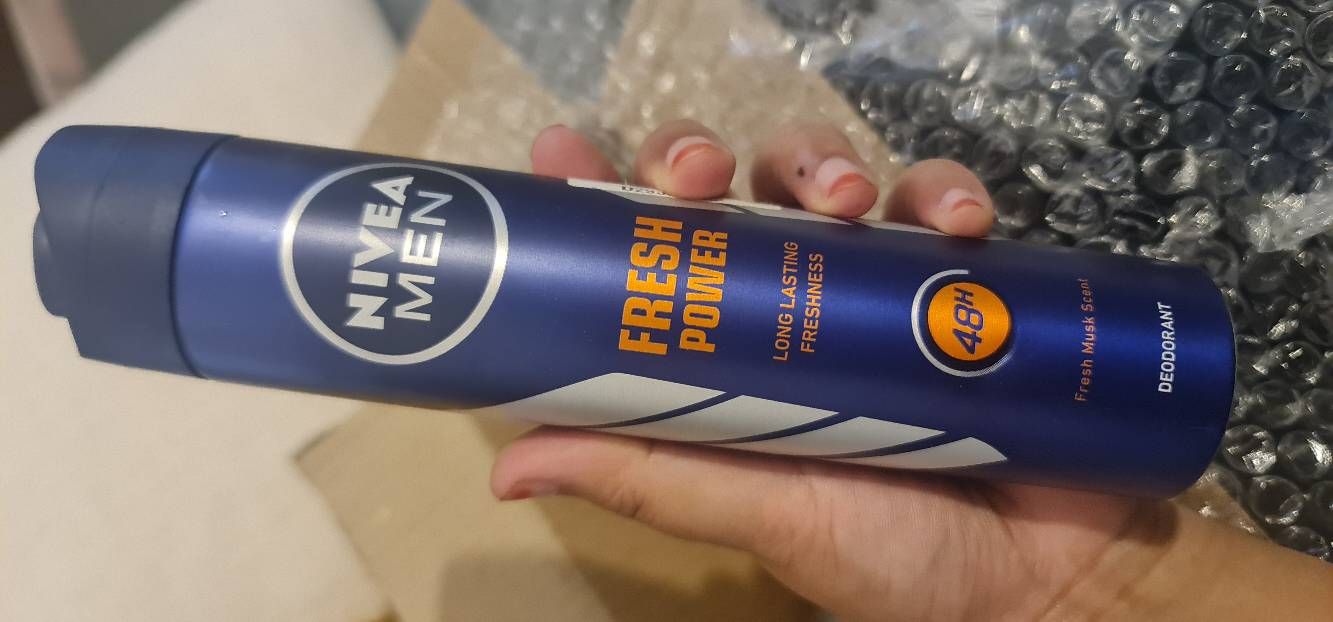 NIVEA
MEN
FRESH
POWER
LONG LASTING
FRESHNESS
48H
Fresh Musk Scent
DEODORANT